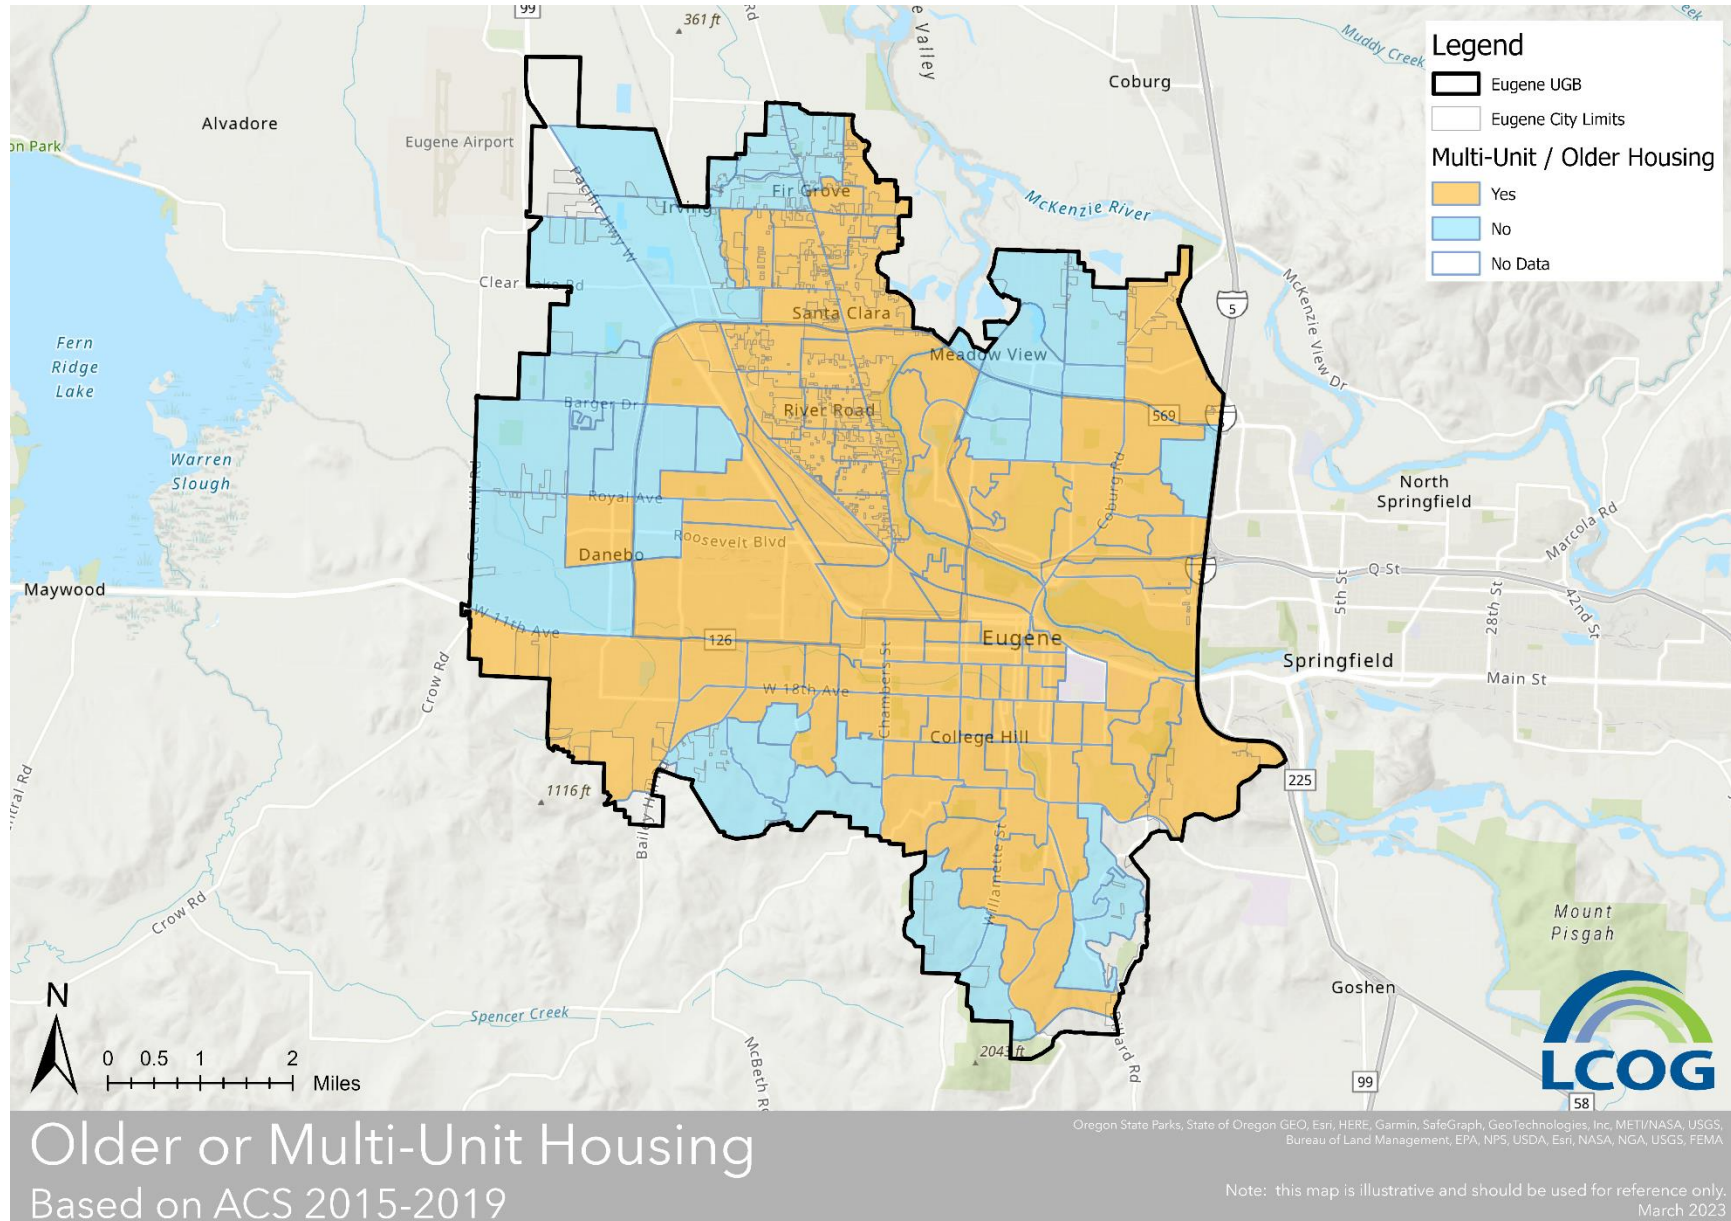 99
361 ft
Rd
e Valley
Muddy Creek
eek
Coburg
Alvadore
Eugene Airport
on Park
Legend
Eugene UGB
Eugene City Limits
Multi-Unit / Older Housing
Yes
No
No Data
Pacific Hwy W
Fir Grove
Irving
McKenzie River
Clear Lake Rd
5
McKenzie View Dr
Santa Clara
Fern
Ridge
Lake
Meadow View
Barger Dr
River Road
569
Warren
Slough
Royal Ave
Coburg Rd
North
Springfield
Marcola Rd
Roosevelt Blvd
Danebo
Q St
5th St
28th St
42nd St
Maywood
W 11th Ave
126
Eugene
Springfield
Main St
Crow Rd
W 18th Ave
Chambers St
College Hill
225
1116 ft
Bailey Hill Rd
Willamette St
Crow Rd
Mount
Pisgah
Goshen
N
Spencer Creek
McBeth Rd
2043 ft
Dillard Rd
0 0.5 1 2
Miles
99
58
LCOG
Older or Multi-Unit Housing
Based on ACS 2015-2019
Oregon State Parks, State of Oregon GEO, Esri, HERE, Garmin, SafeGraph, GeoTechnologies, Inc, METI/NASA, USGS,
Bureau of Land Management, EPA, NPS, USDA, Esri, NASA, NGA, USGS, FEMA
Note: this map is illustrative and should be used for reference only.
March 2023